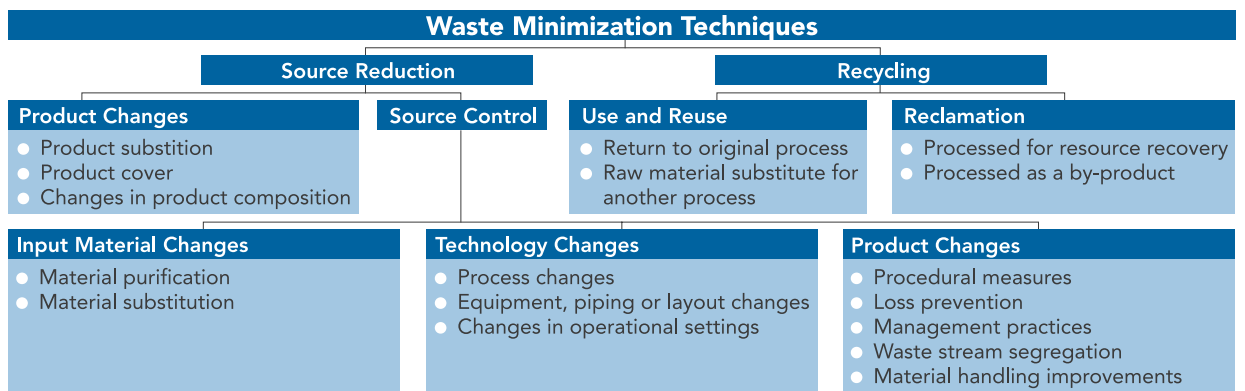 Waste Minimization Techniques
Source Reduction
Recycling
Product Changes
Product substition
Product cover
Changes in product composition
Source Control
Use and Reuse
Return to original process
Raw material substitute for
another process
Reclamation
Processed for resource recovery
Processed as a by-product
Input Material Changes
Material purification
Material substitution
Technology Changes
Process changes
Equipment, piping or layout changes
Changes in operational settings
Product Changes
Procedural measures
Loss prevention
Management practices
Waste stream segregation
Material handling improvements